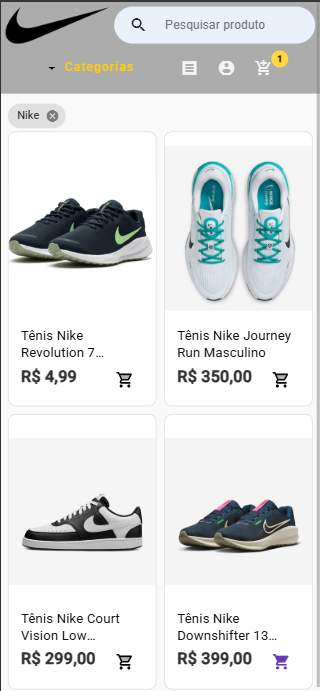 Pesquisar produto
Categorias
1
Nike
Tênis Nike
Revolution 7...
R$ 4,99
Tênis Nike Journey
Run Masculino
R$ 350,00
Tênis Nike Court
Vision Low...
R$ 299,00
Tênis Nike
Downshifter 13...
R$ 399,00